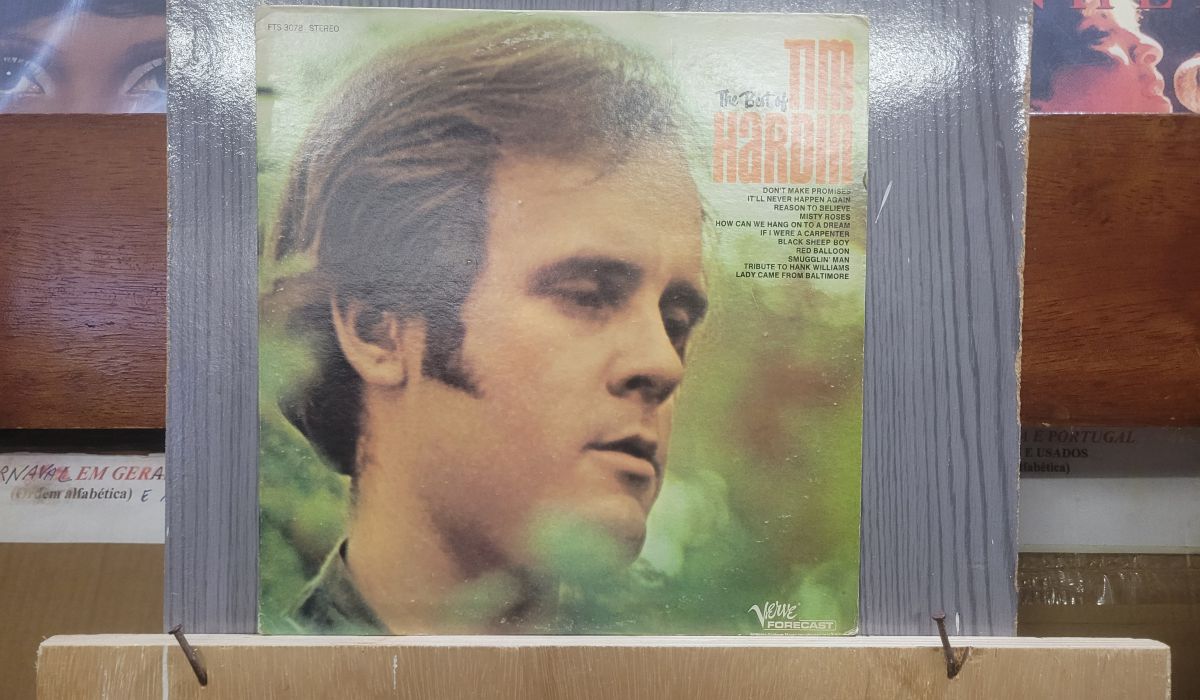 FTS 3078 STEREO
The Best of TIM
HARDIN
DON'T MAKE PROMISES
IT'LL NEVER HAPPEN AGAIN
REASON TO BELIEVE
MISTY ROSES
HOW CAN WE HANG ON TO A DREAM
IF I WERE A CARPENTER
BLACK SHEEP BOY
RED BALLOON
SMUGGLIN' MAN
TRIBUTE TO HANK WILLIAMS
LADY CAME FROM BALTIMORE
RNAVAL EM GERA
(Ordem alfabética) E
A E PORTUGAL
E USADOS
Verve
FORECAST